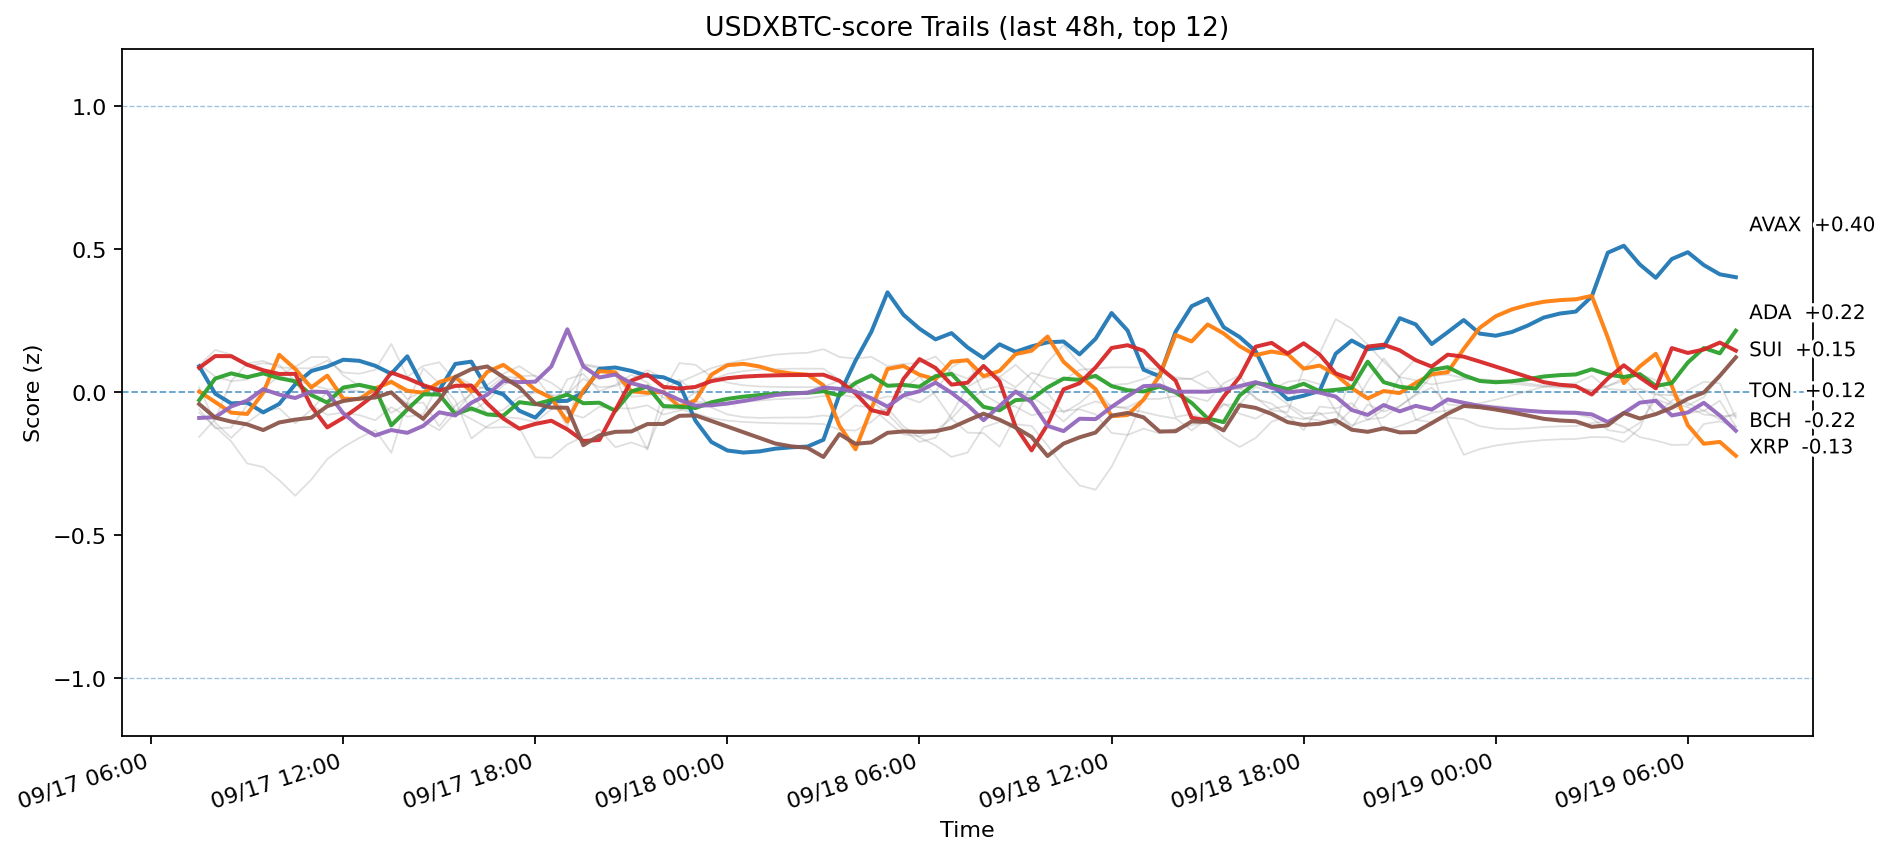 USDXBTC-score Trails (last 48h, top 12)
Score (z)
1.0
0.5
0.0
−0.5
−1.0
AVAX +0.40
ADA +0.22
SUI +0.15
TON +0.12
BCH -0.22
XRP -0.13
09/17 06:00
09/17 12:00
09/17 18:00
09/18 00:00
09/18 06:00
09/18 12:00
09/18 18:00
09/19 00:00
09/19 06:00
Time